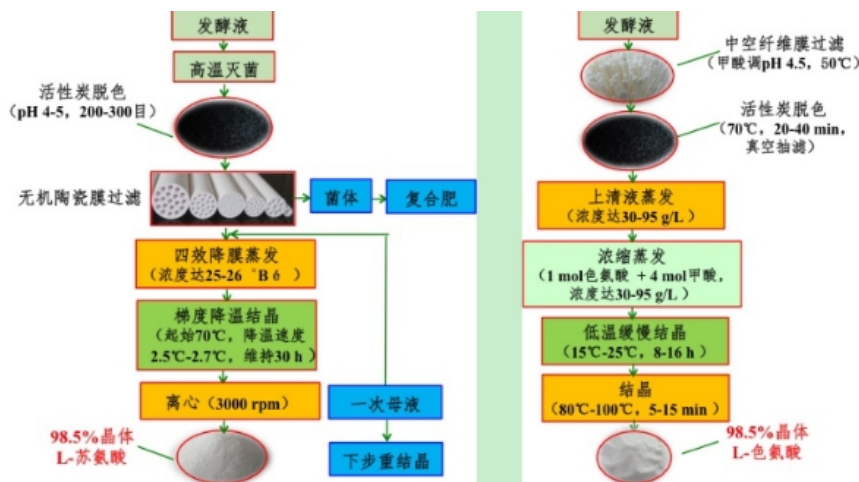 发酵液
高温灭菌
活性炭脱色
（pH 4-5，200-300目）
无机陶瓷膜过滤
菌体
复合肥
四效降膜蒸发
（浓度达25-26 °Bé）
梯度降温结晶
（起始70℃，降温速度
2.5℃-2.7℃，维持30 h）
离心（3000 rpm）
一次母液
下步重结晶
98.5%晶体
L-苏氨酸
发酵液
中空纤维膜过滤
（甲酸调pH 4.5，50℃）
活性炭脱色
（70℃，20-40 min，
真空抽滤）
上清液蒸发
（浓度达30-95 g/L）
浓缩蒸发
（1 mol色氨酸 + 4 mol甲酸，
浓度达30-95 g/L）
低温缓慢结晶
（15℃-25℃，8-16 h）
结晶
（80℃-100℃，5-15 min）
98.5%晶体
L-色氨酸